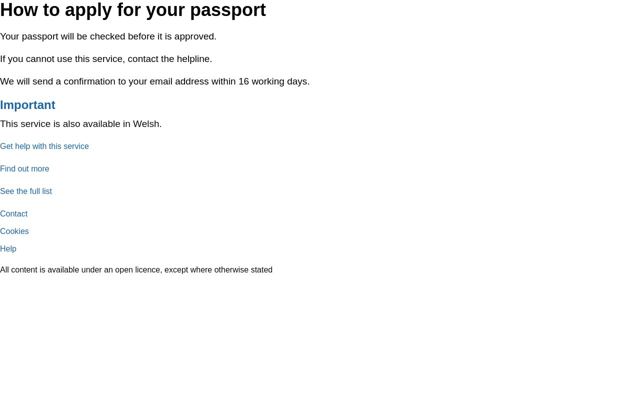 How to apply for your passport
Your passport will be checked before it is approved.
If you cannot use this service, contact the helpline.
We will send a confirmation to your email address within 16 working days.
Important
This service is also available in Welsh.
Get help with this service
Find out more
See the full list
Contact
Cookies
Help
All content is available under an open licence, except where otherwise stated